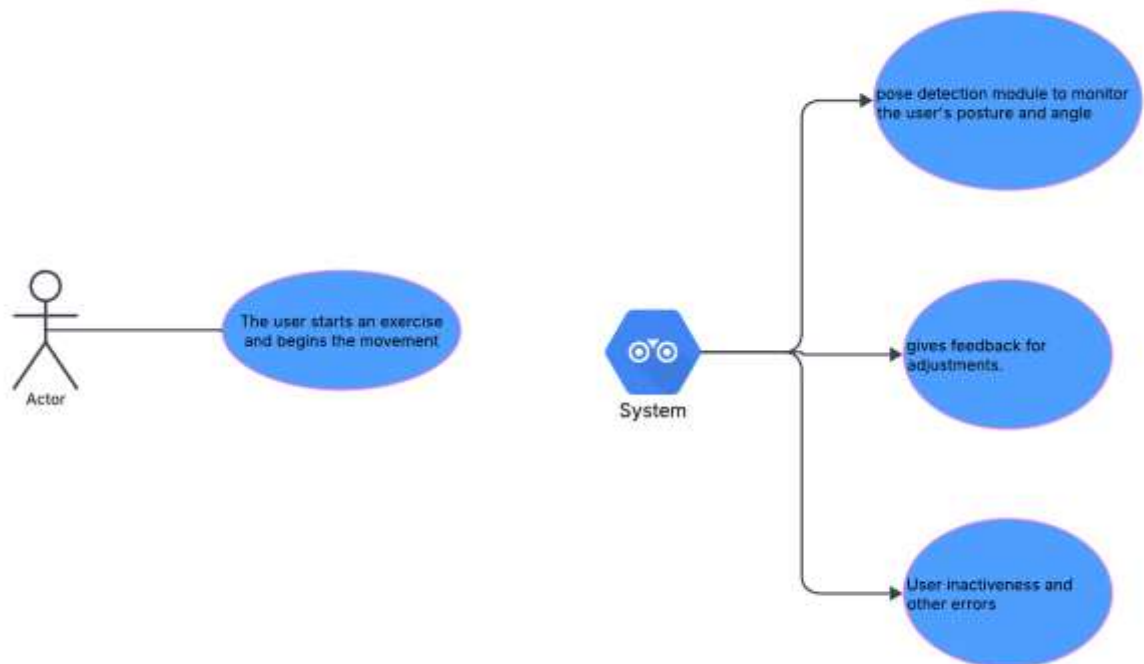 pose detection module to monitor
the user's posture and angle
The user starts an exercise
and begins the movement
Actor
System
gives feedback for
adjustments.
User inactiveness and
other errors